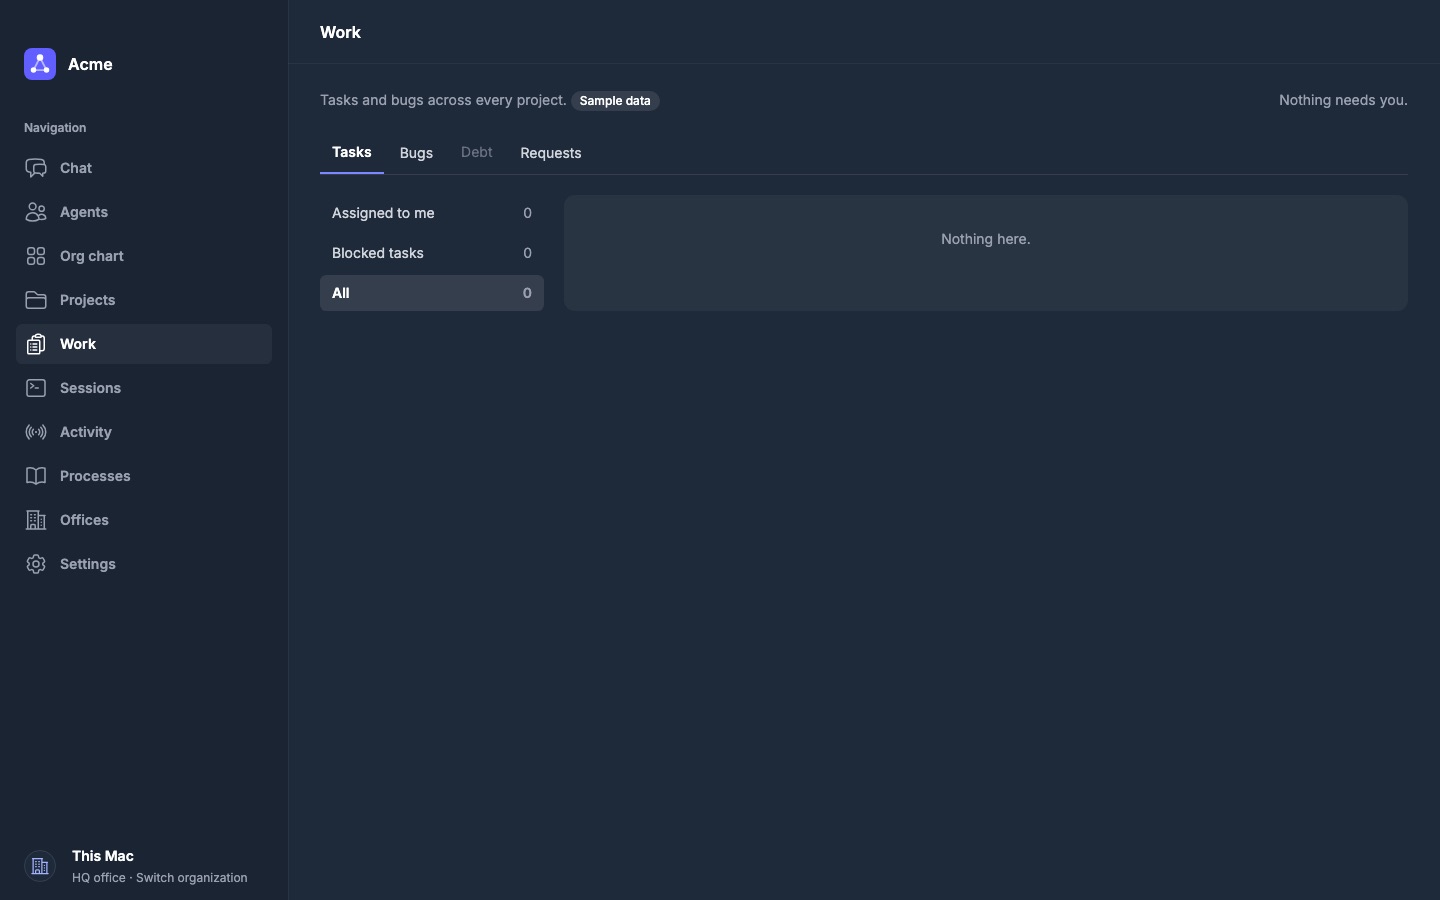 Acme
Navigation
Chat
Agents
Org chart
Projects
Work
Sessions
Activity
Processes
Offices
Settings
This Mac
HQ office · Switch organization
Work
Tasks and bugs across every project. Sample data
Nothing needs you.
Tasks Bugs Debt Requests
Assigned to me 0
Blocked tasks 0
All 0
Nothing here.